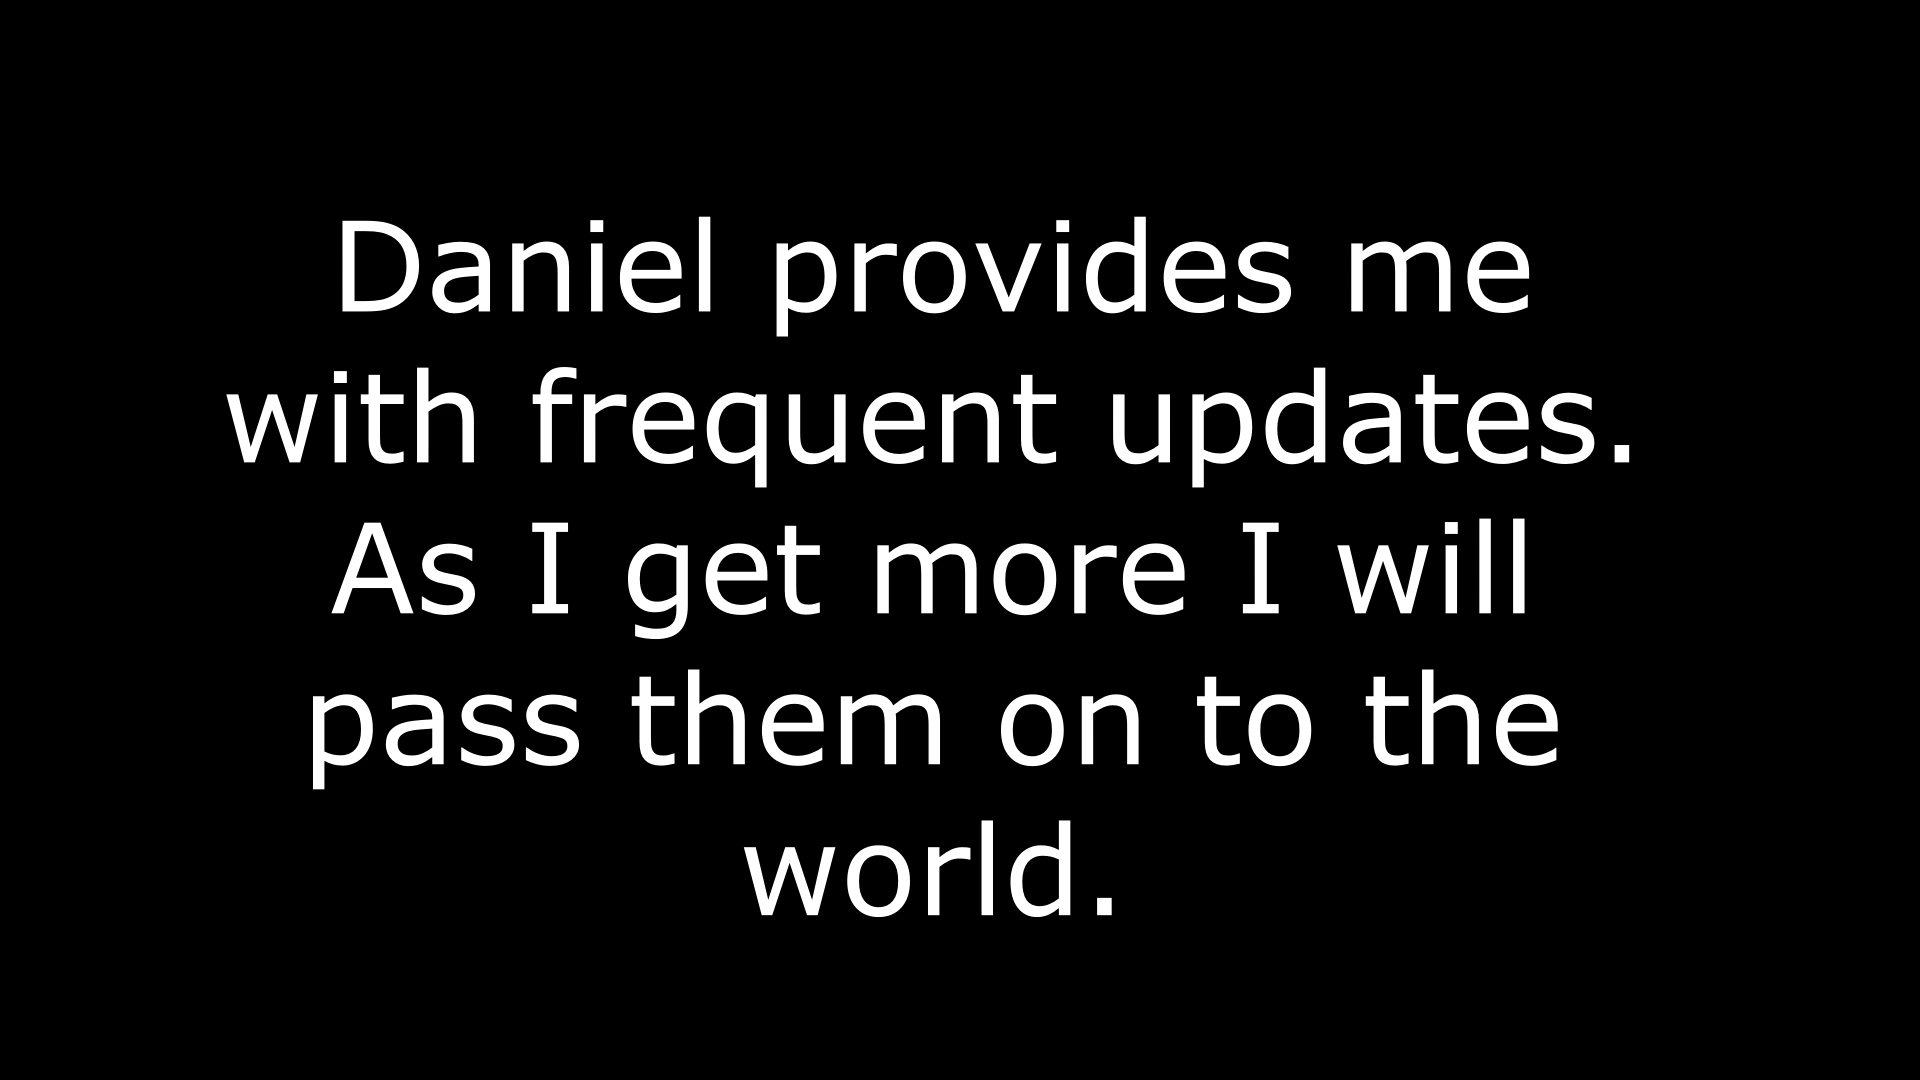 Daniel provides me
with frequent updates.
As I get more I will
pass them on to the
world.